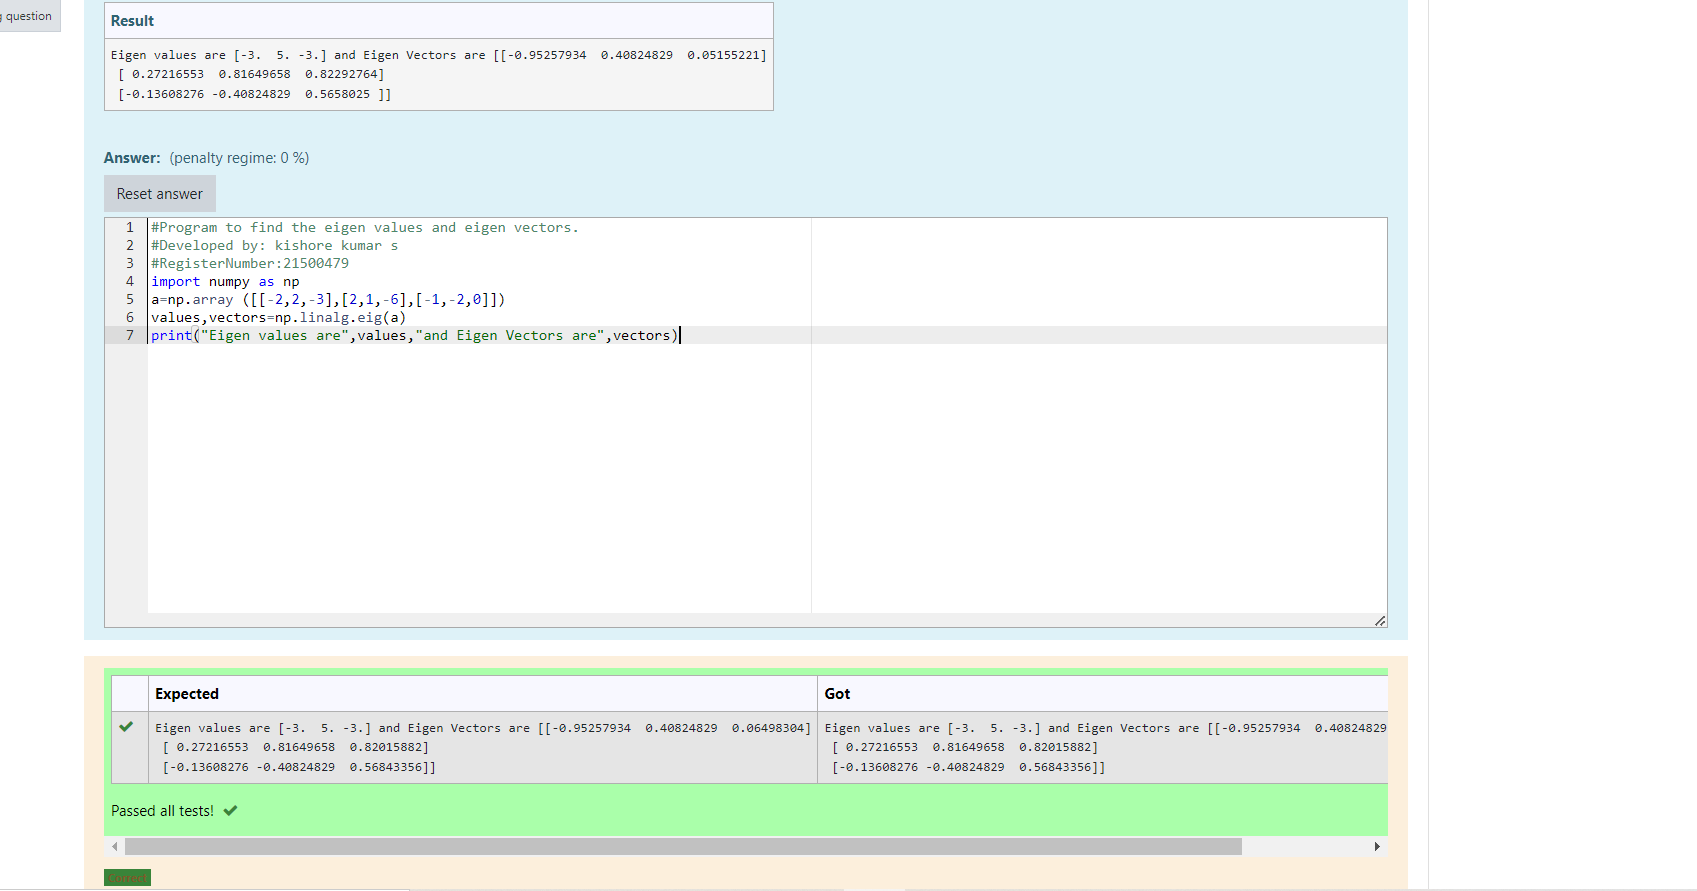 question
Result
Eigen values are [-3.  5. -3.] and Eigen Vectors are [[-0.95257934  0.40824829  0.05155221]
 [ 0.27216553  0.81649658  0.82292764]
 [-0.13608276 -0.40824829  0.5658025 ]]
Answer: (penalty regime: 0 %)
Reset answer
1 #Program to find the eigen values and eigen vectors.
2 #Developed by: kishore kumar s
3 #RegisterNumber:21500479
4 import numpy as np
5 a=np.array ([[-2,2,-3],[2,1,-6],[-1,-2,0]])
6 values,vectors=np.linalg.eig(a)
7 print("Eigen values are",values,"and Eigen Vectors are",vectors)
Expected Got
Eigen values are [-3.  5. -3.] and Eigen Vectors are [[-0.95257934  0.40824829  0.06498304] Eigen values are [-3.  5. -3.] and Eigen Vectors are [[-0.95257934  0.40824829
 [ 0.27216553  0.81649658  0.82015882]  [ 0.27216553  0.81649658  0.82015882]
 [-0.13608276 -0.40824829  0.56843356]]  [-0.13608276 -0.40824829  0.56843356]]
Passed all tests!
Correct